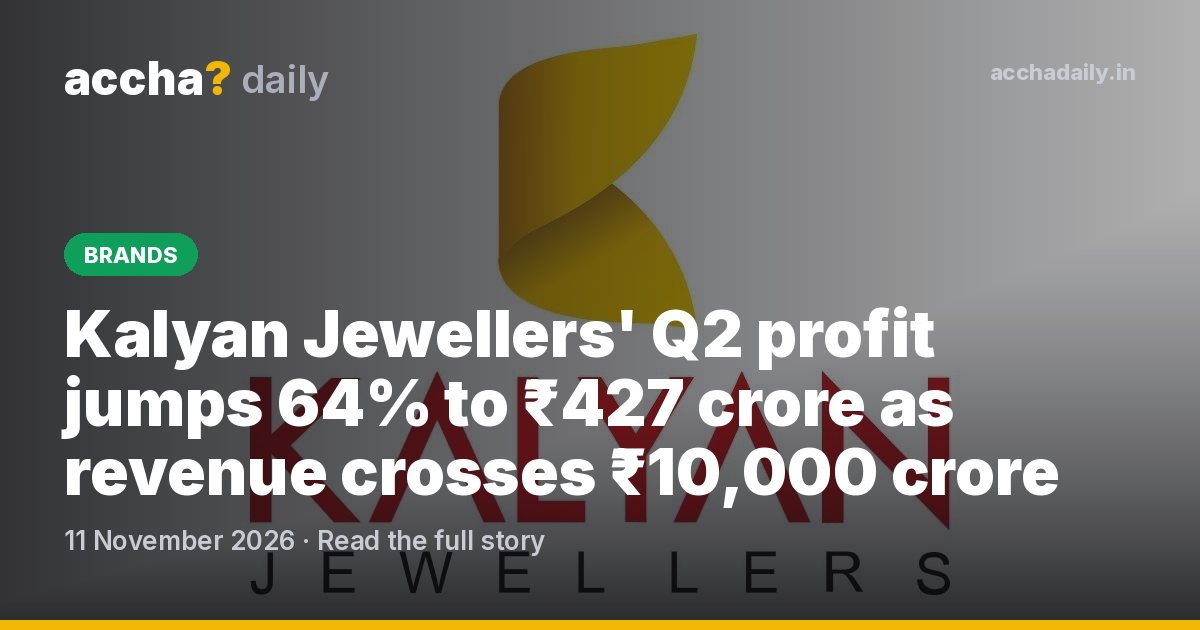 accha? daily
acchadaily.in
BRANDS
Kalyan Jewellers' Q2 profit
jumps 64% to ₹427 crore as
revenue crosses ₹10,000 crore
11 November 2026 · Read the full story
KALYAN
JEWELLERS